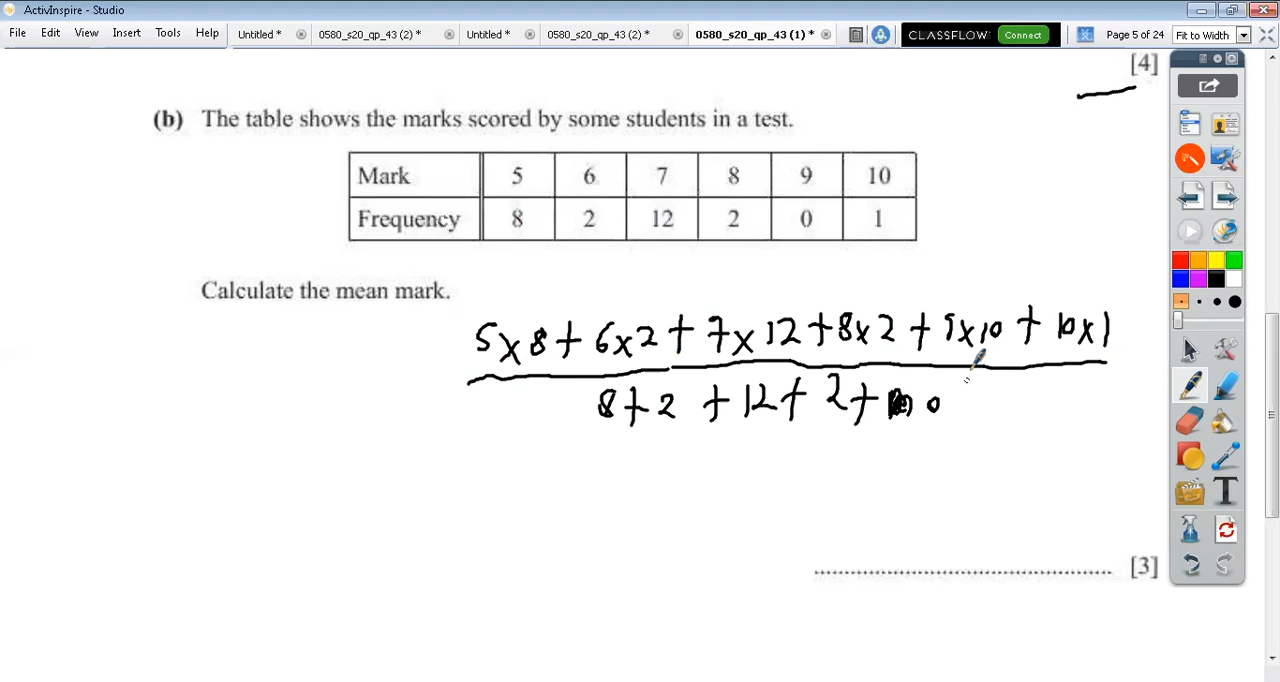 ActivInspire - Studio
File Edit View Insert Tools Help Untitled * 0580_s20_qp_43 (2) * Untitled * 0580_s20_qp_43 (2) * 0580_s20_qp_43 (1) * CLASSFLOW Connect Page 5 of 24 Fit to Width
[4]
(b) The table shows the marks scored by some students in a test.
Mark 5 6 7 8 9 10
Frequency 8 2 12 2 0 1
Calculate the mean mark.
5x8+6x2+7x12+8x2+9x10+10x1
8+2+12+2+ 0
[3]